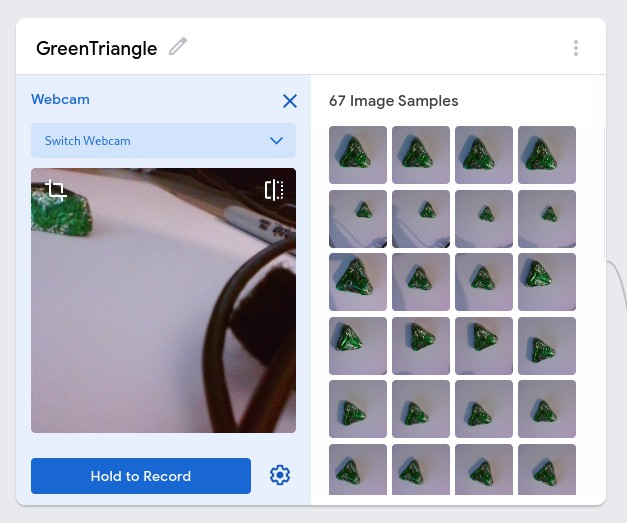 GreenTriangle
Webcam
67 Image Samples
Switch Webcam
Hold to Record